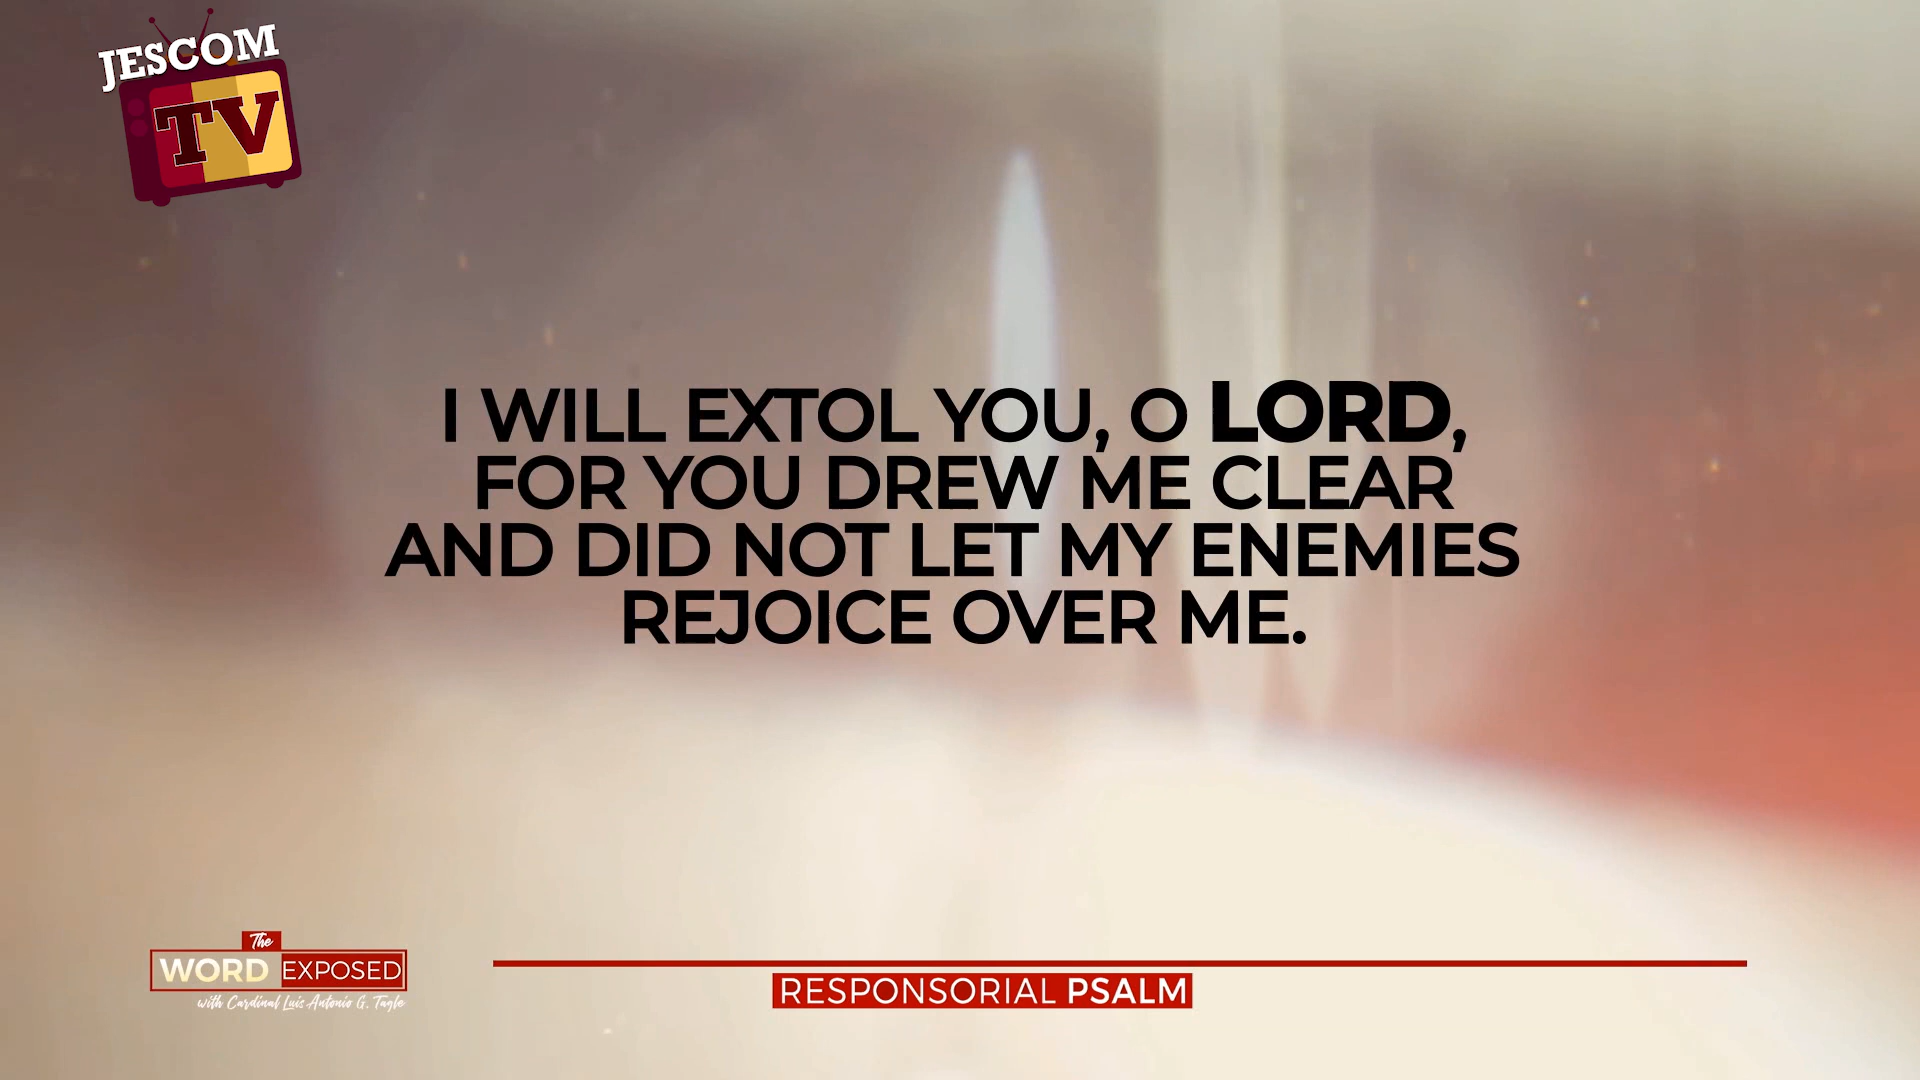 JESCOM
TV
I WILL EXTOL YOU, O LORD,
FOR YOU DREW ME CLEAR
AND DID NOT LET MY ENEMIES
REJOICE OVER ME.
The
WORD EXPOSED
with Cardinal Luis Antonio G. Tagle
RESPONSORIAL PSALM